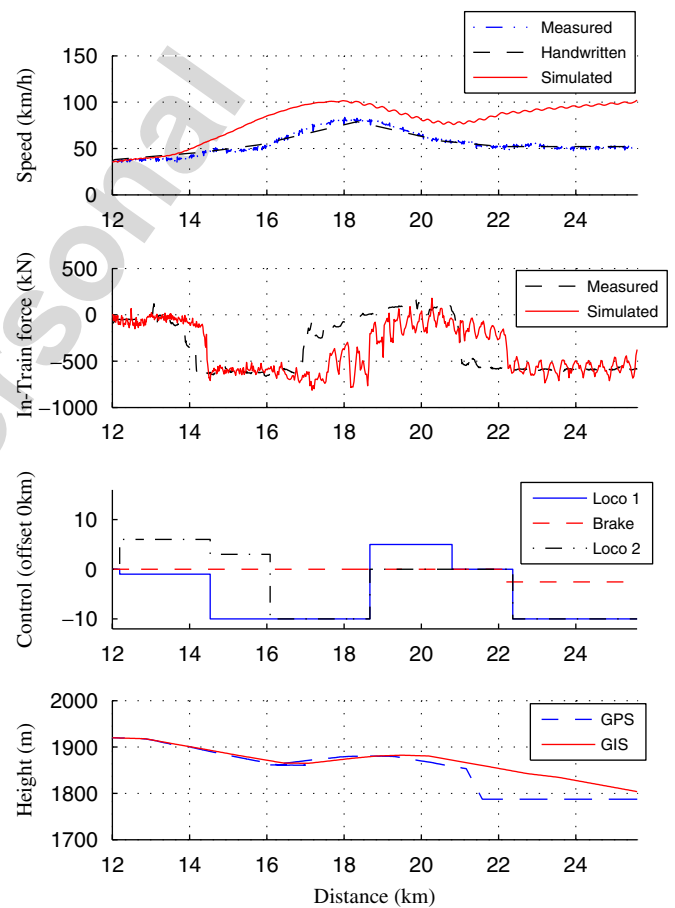 Measured
Handwritten
Simulated
Speed (km/h)
150
100
50
0
12 14 16 18 20 22 24
Measured
Simulated
In-Train force (kN)
500
0
−500
−1000
12 14 16 18 20 22 24
Loco 1
Brake
Loco 2
Control (offset 0km)
10
0
−10
12 14 16 18 20 22 24
GPS
GIS
Height (m)
2000
1900
1800
1700
12 14 16 18 20 22 24
Distance (km)
ersonal